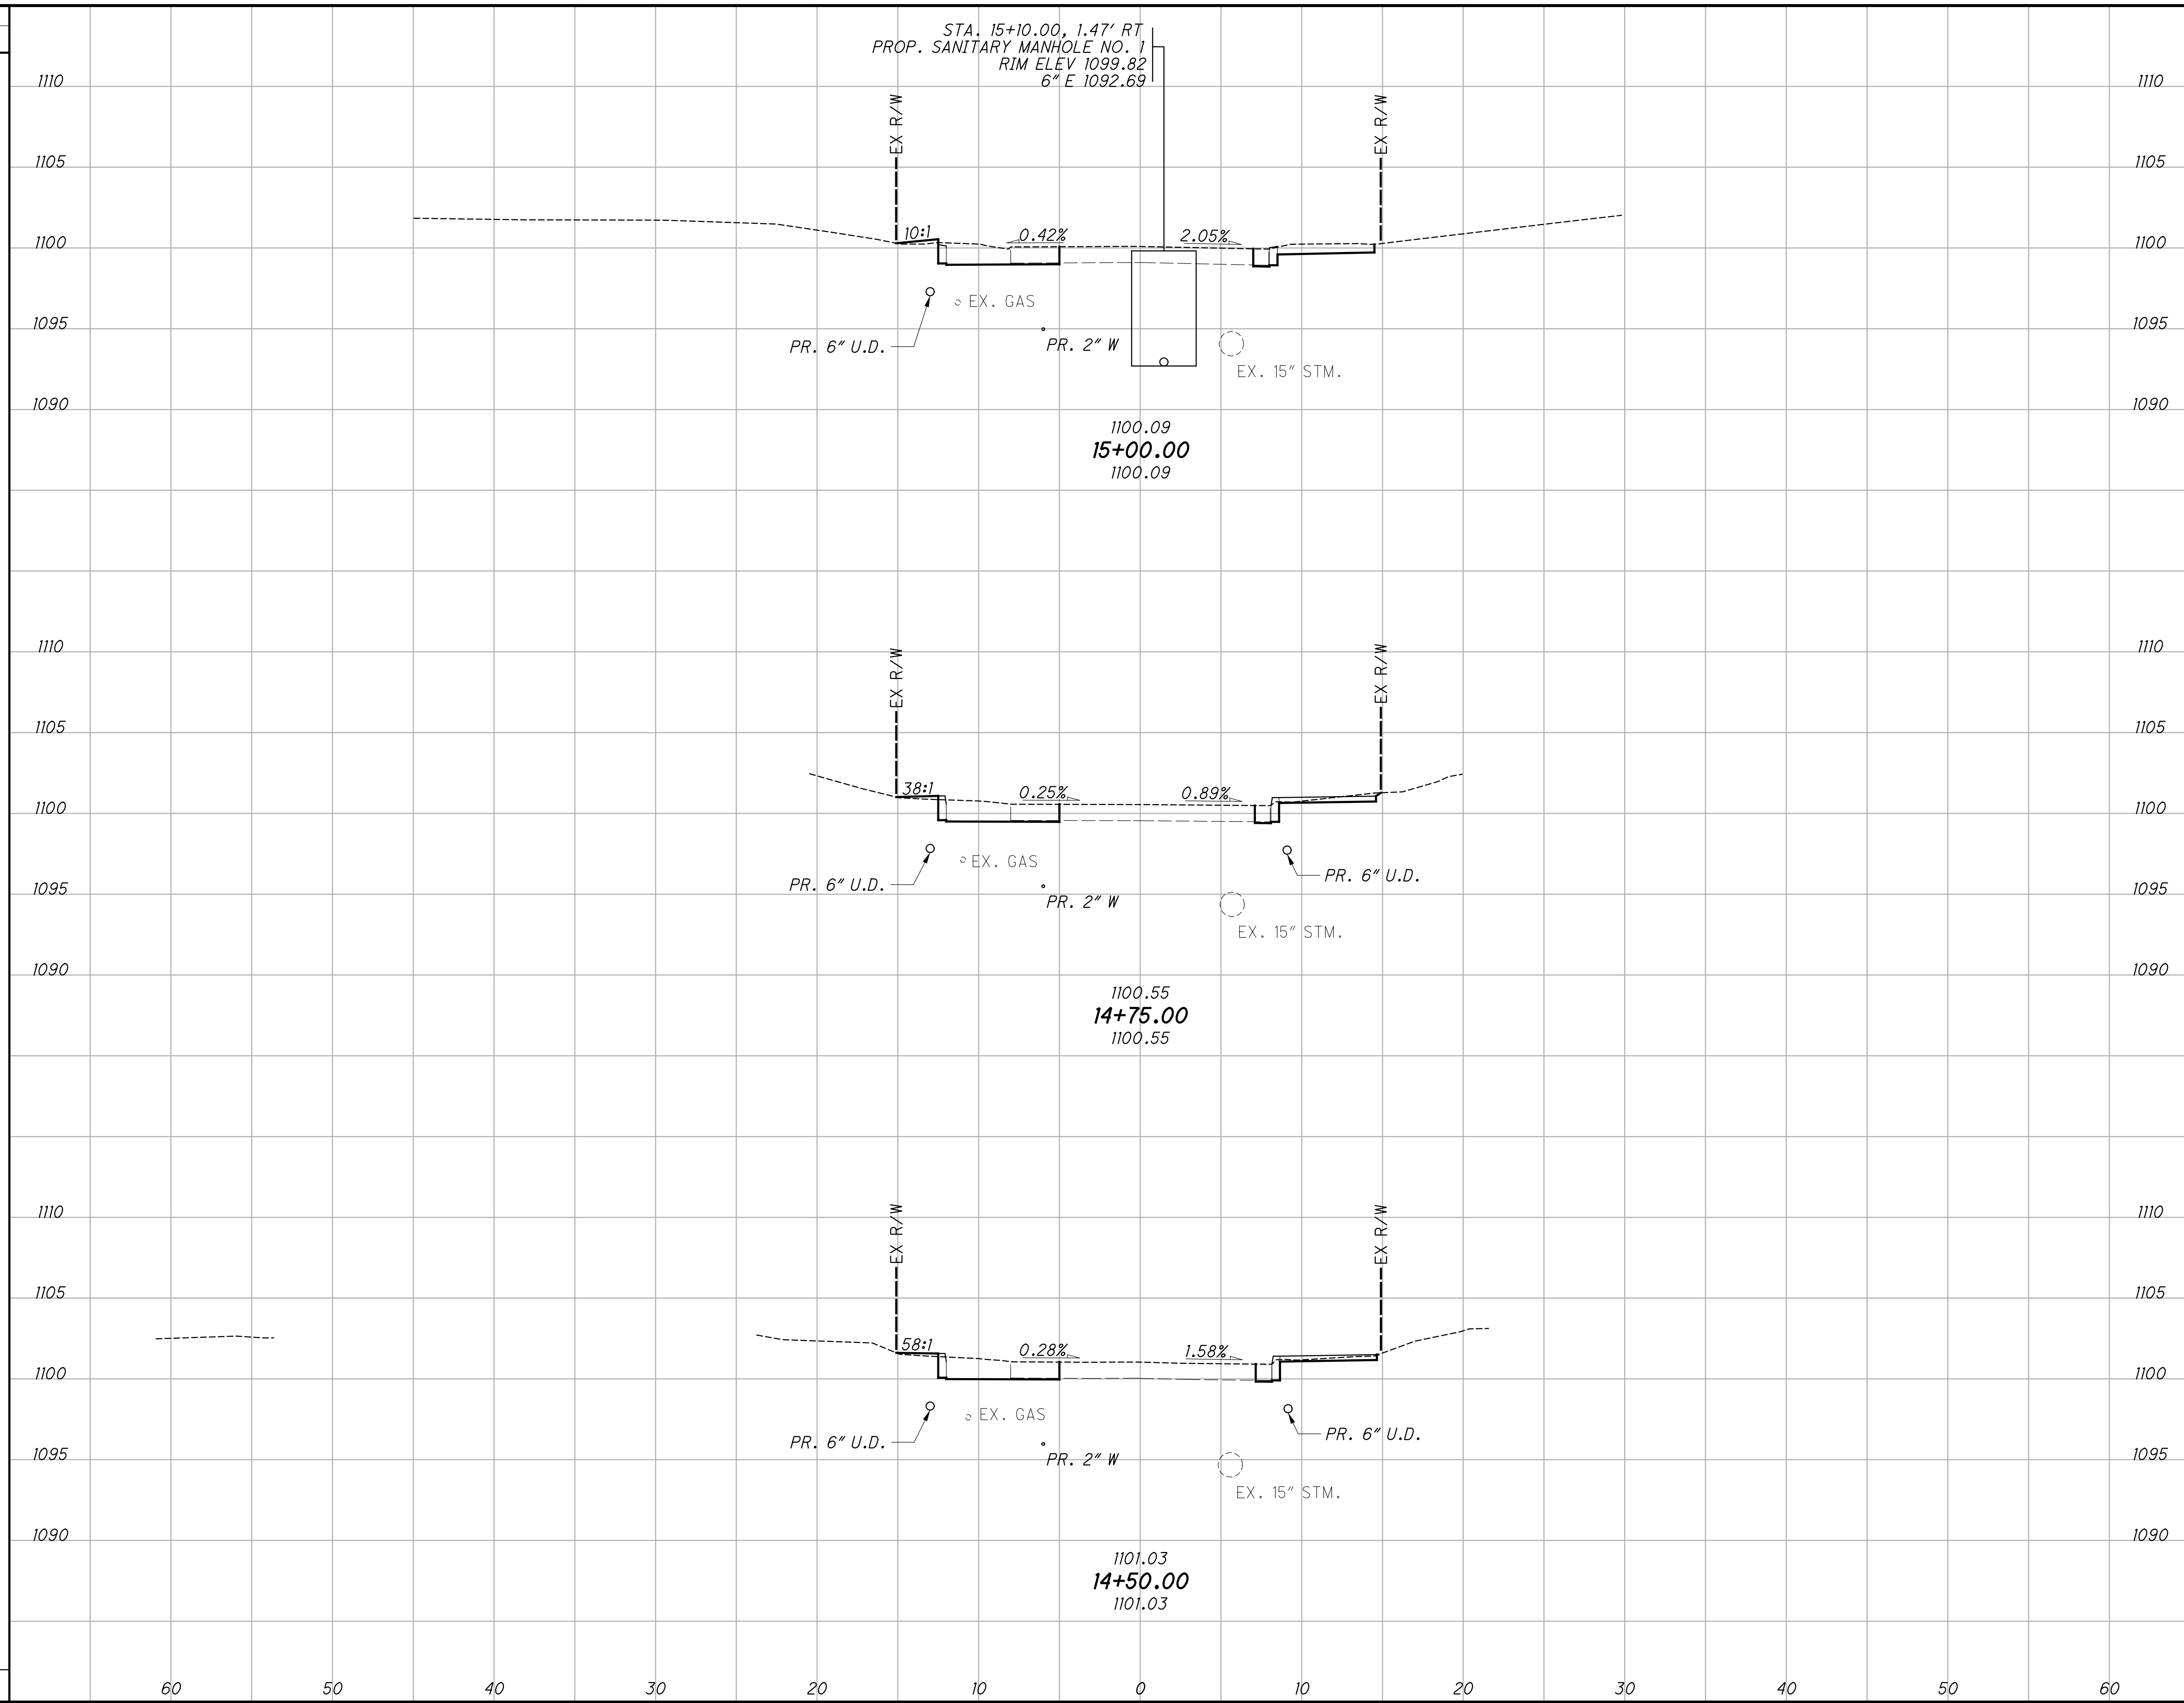 STA. 15+10.00, 1.47' RT
PROP. SANITARY MANHOLE NO. 1
RIM ELEV 1099.82
6" E 1092.69
1110 1110
EX R/W EX R/W
1105 1105
10:1 0.42% 2.05%
1100 1100
EX. GAS
1095 1095
PR. 6" U.D. PR. 2" W
EX. 15" STM.
1090 1090
1100.09
15+00.00
1100.09
1110 1110
EX R/W EX R/W
1105 1105
38:1 0.25% 0.89%
1100 1100
EX. GAS
PR. 6" U.D. PR. 6" U.D.
1095 1095
PR. 2" W
EX. 15" STM.
1090 1090
1100.55
14+75.00
1100.55
1110 1110
EX R/W EX R/W
1105 1105
58:1 0.28% 1.58%
1100 1100
EX. GAS
PR. 6" U.D. PR. 6" U.D.
1095 1095
PR. 2" W
EX. 15" STM.
1090 1090
1101.03
14+50.00
1101.03
60 50 40 30 20 10 0 10 20 30 40 50 60